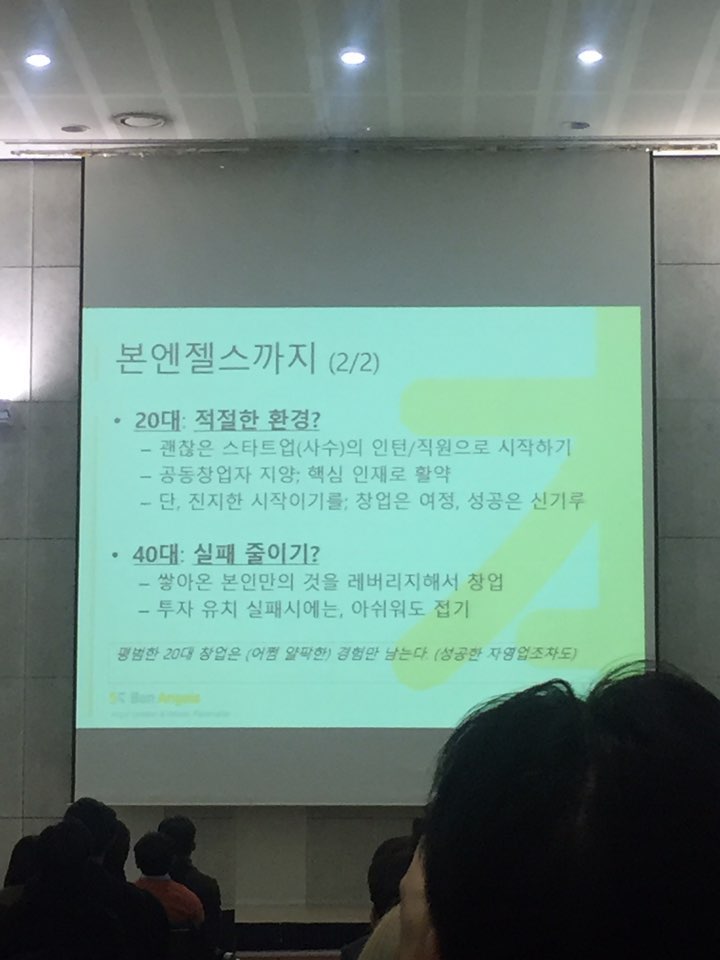 본엔젤스까지 (2/2)
• 20대: 적절한 환경?
– 괜찮은 스타트업(사수)의 인턴/직원으로 시작하기
– 공동창업자 지양; 핵심 인재로 활약
– 단, 진지한 시작이기를; 창업은 여정, 성공은 신기루
• 40대: 실패 줄이기?
– 쌓아온 본인만의 것을 레버리지해서 창업
– 투자 유치 실패시에는, 아쉬워도 접기
평범한 20대 창업은 (어쩜 얄팍한) 경험만 남는다. (성공한 자영업조차도)
Bon Angels